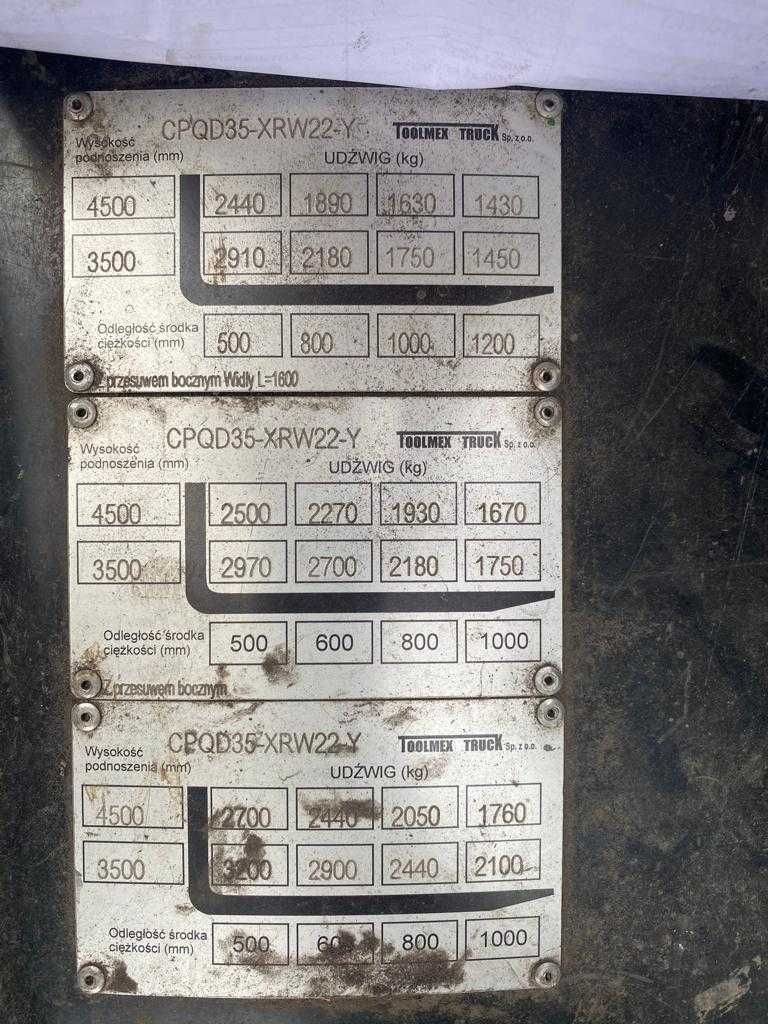 CPQD35-XRW22-Y TOOLMEX TRUCK Sp. z o.o.
Wysokość
podnoszenia (mm)
UDŹWIG (kg)
4500 2440 1890 1630 1430
3500 2910 2180 1750 1450
Odległość środka
ciężkości (mm)
500 800 1000 1200
Z przesuwem bocznym Widły L=1600
CPQD35-XRW22-Y TOOLMEX TRUCK Sp. z o.o.
Wysokość
podnoszenia (mm)
UDŹWIG (kg)
4500 2500 2270 1930 1670
3500 2970 2700 2180 1750
Odległość środka
ciężkości (mm)
500 600 800 1000
Z przesuwem bocznym
CPQD35-XRW22-Y TOOLMEX TRUCK Sp. z o.o.
Wysokość
podnoszenia (mm)
UDŹWIG (kg)
4500 2700 2440 2050 1760
3500 3200 2900 2440 2100
Odległość środka
ciężkości (mm)
500 600 800 1000